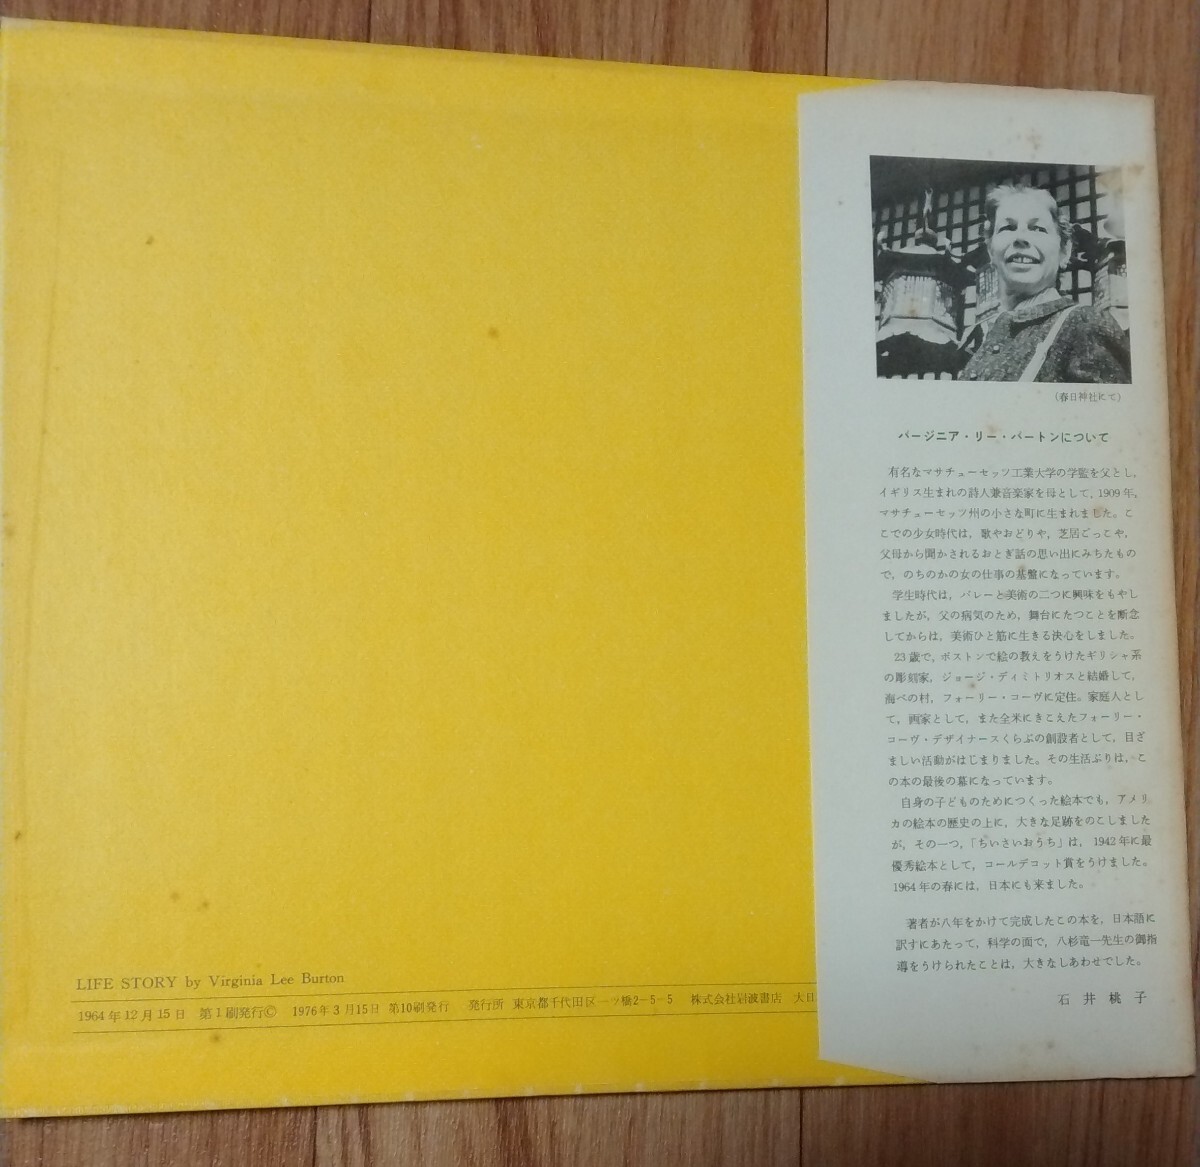 LIFE STORY by Virginia Lee Burton
1964年12月15日 第1刷発行© 1976年3月15日 第10刷発行 発行所 東京都千代田区一ツ橋2-5-5 株式会社岩波書店 大日
(春日神社にて)
バージニア・リー・バートンについて
有名なマサチューセッツ工業大学の学監を父とし,
イギリス生まれの詩人兼音楽家を母として, 1909年,
マサチューセッツ州の小さな町に生まれました。こ
こでの少女時代は, 歌やおどりや, 芝居ごっこや,
父母から聞かされるおとぎ話の思い出にみちたもの
で, のちのかの女の仕事の基盤になっています。
学生時代は, バレーと美術の二つに興味をもやし
ましたが, 父の病気のため, 舞台にたつことを断念
してからは, 美術ひと筋に生きる決心をしました。
23歳で, ボストンで絵の教えをうけたギリシャ系
の彫刻家, ジョージ・ディミトリオスと結婚して,
海べの村, フォーリー・コーヴに定住。家庭人とし
て, 画家として, また全米にきこえたフォーリー・
コーヴ・デザイナースくらぶの創設者として, 目ざ
ましい活動がはじまりました。その生活ぶりは, こ
の本の最後の幕になっています。
自身の子どものためにつくった絵本でも, アメリ
カの絵本の歴史の上に, 大きな足跡をのこしました
が, その一つ,「ちいさいおうち」は, 1942年に最
優秀絵本として, コールデコット賞をうけました。
1964年の春には, 日本にも来ました。
著者が八年をかけて完成したこの本を, 日本語に
訳すにあたって, 科学の面で, 八杉竜一先生の御指
導をうけられたことは, 大きなしあわせでした。
石井桃子